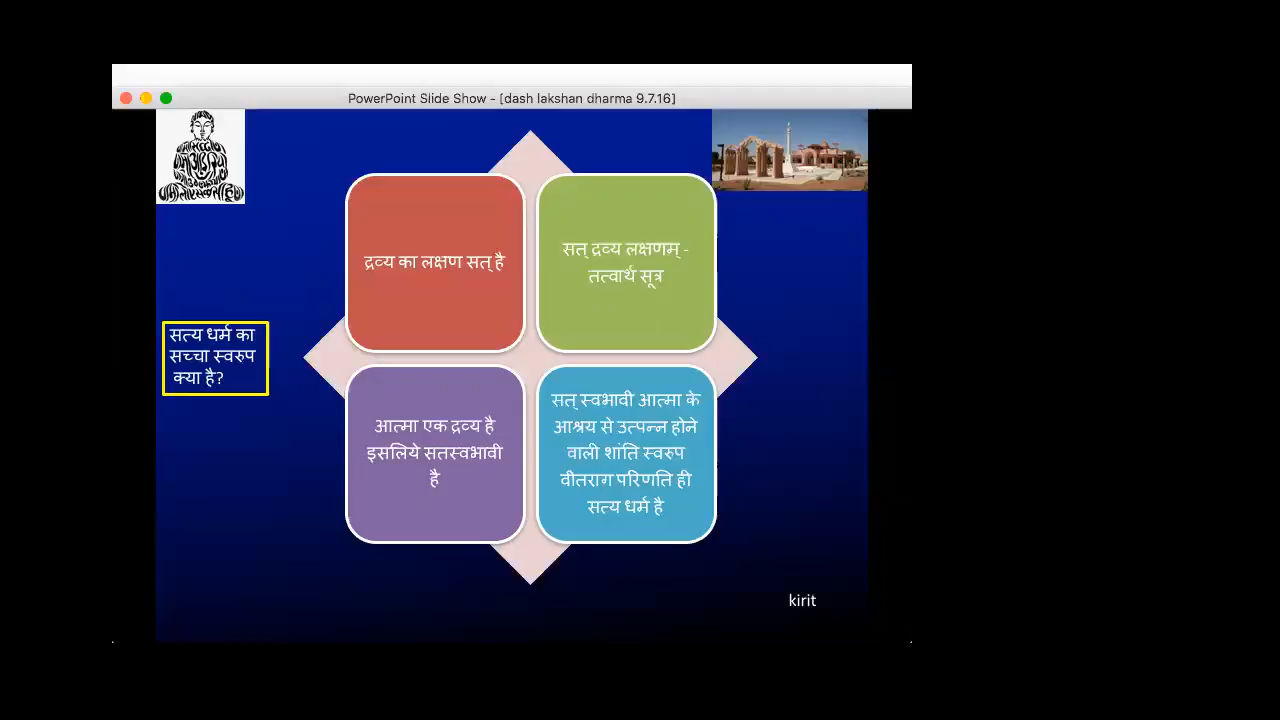 PowerPoint Slide Show - [dash lakshan dharma 9.7.16]
सत्य धर्म का
सच्चा स्वरुप
क्या है?
द्रव्य का लक्षण सत् है
सत् द्रव्य लक्षणम् -
तत्वार्थ सूत्र
आत्मा एक द्रव्य है
इसलिये सतस्वभावी
है
सत् स्वभावी आत्मा के
आश्रय से उत्पन्न होने
वाली शांति स्वरुप
वीतराग परिणति ही
सत्य धर्म है
kirit